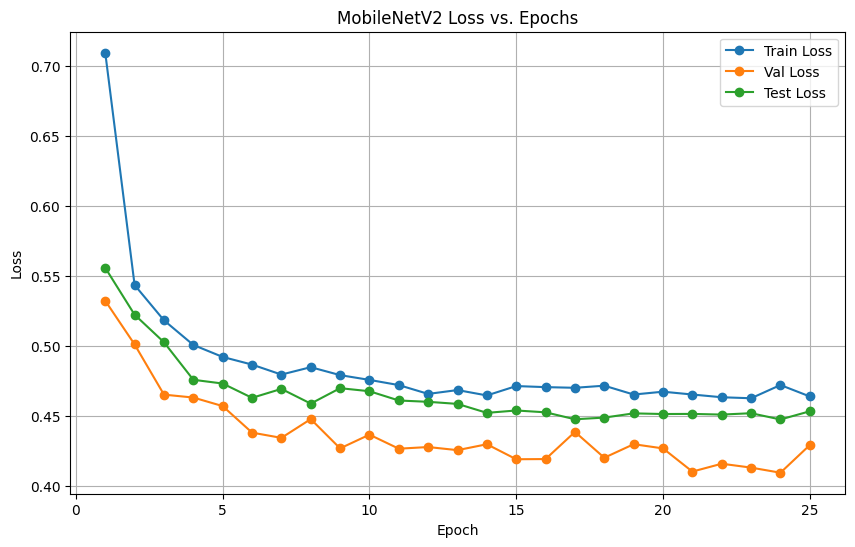 MobileNetV2 Loss vs. Epochs
Train Loss
Val Loss
Test Loss
0.70
0.65
0.60
0.55
0.50
0.45
0.40
Loss
0
5
10
15
20
25
Epoch